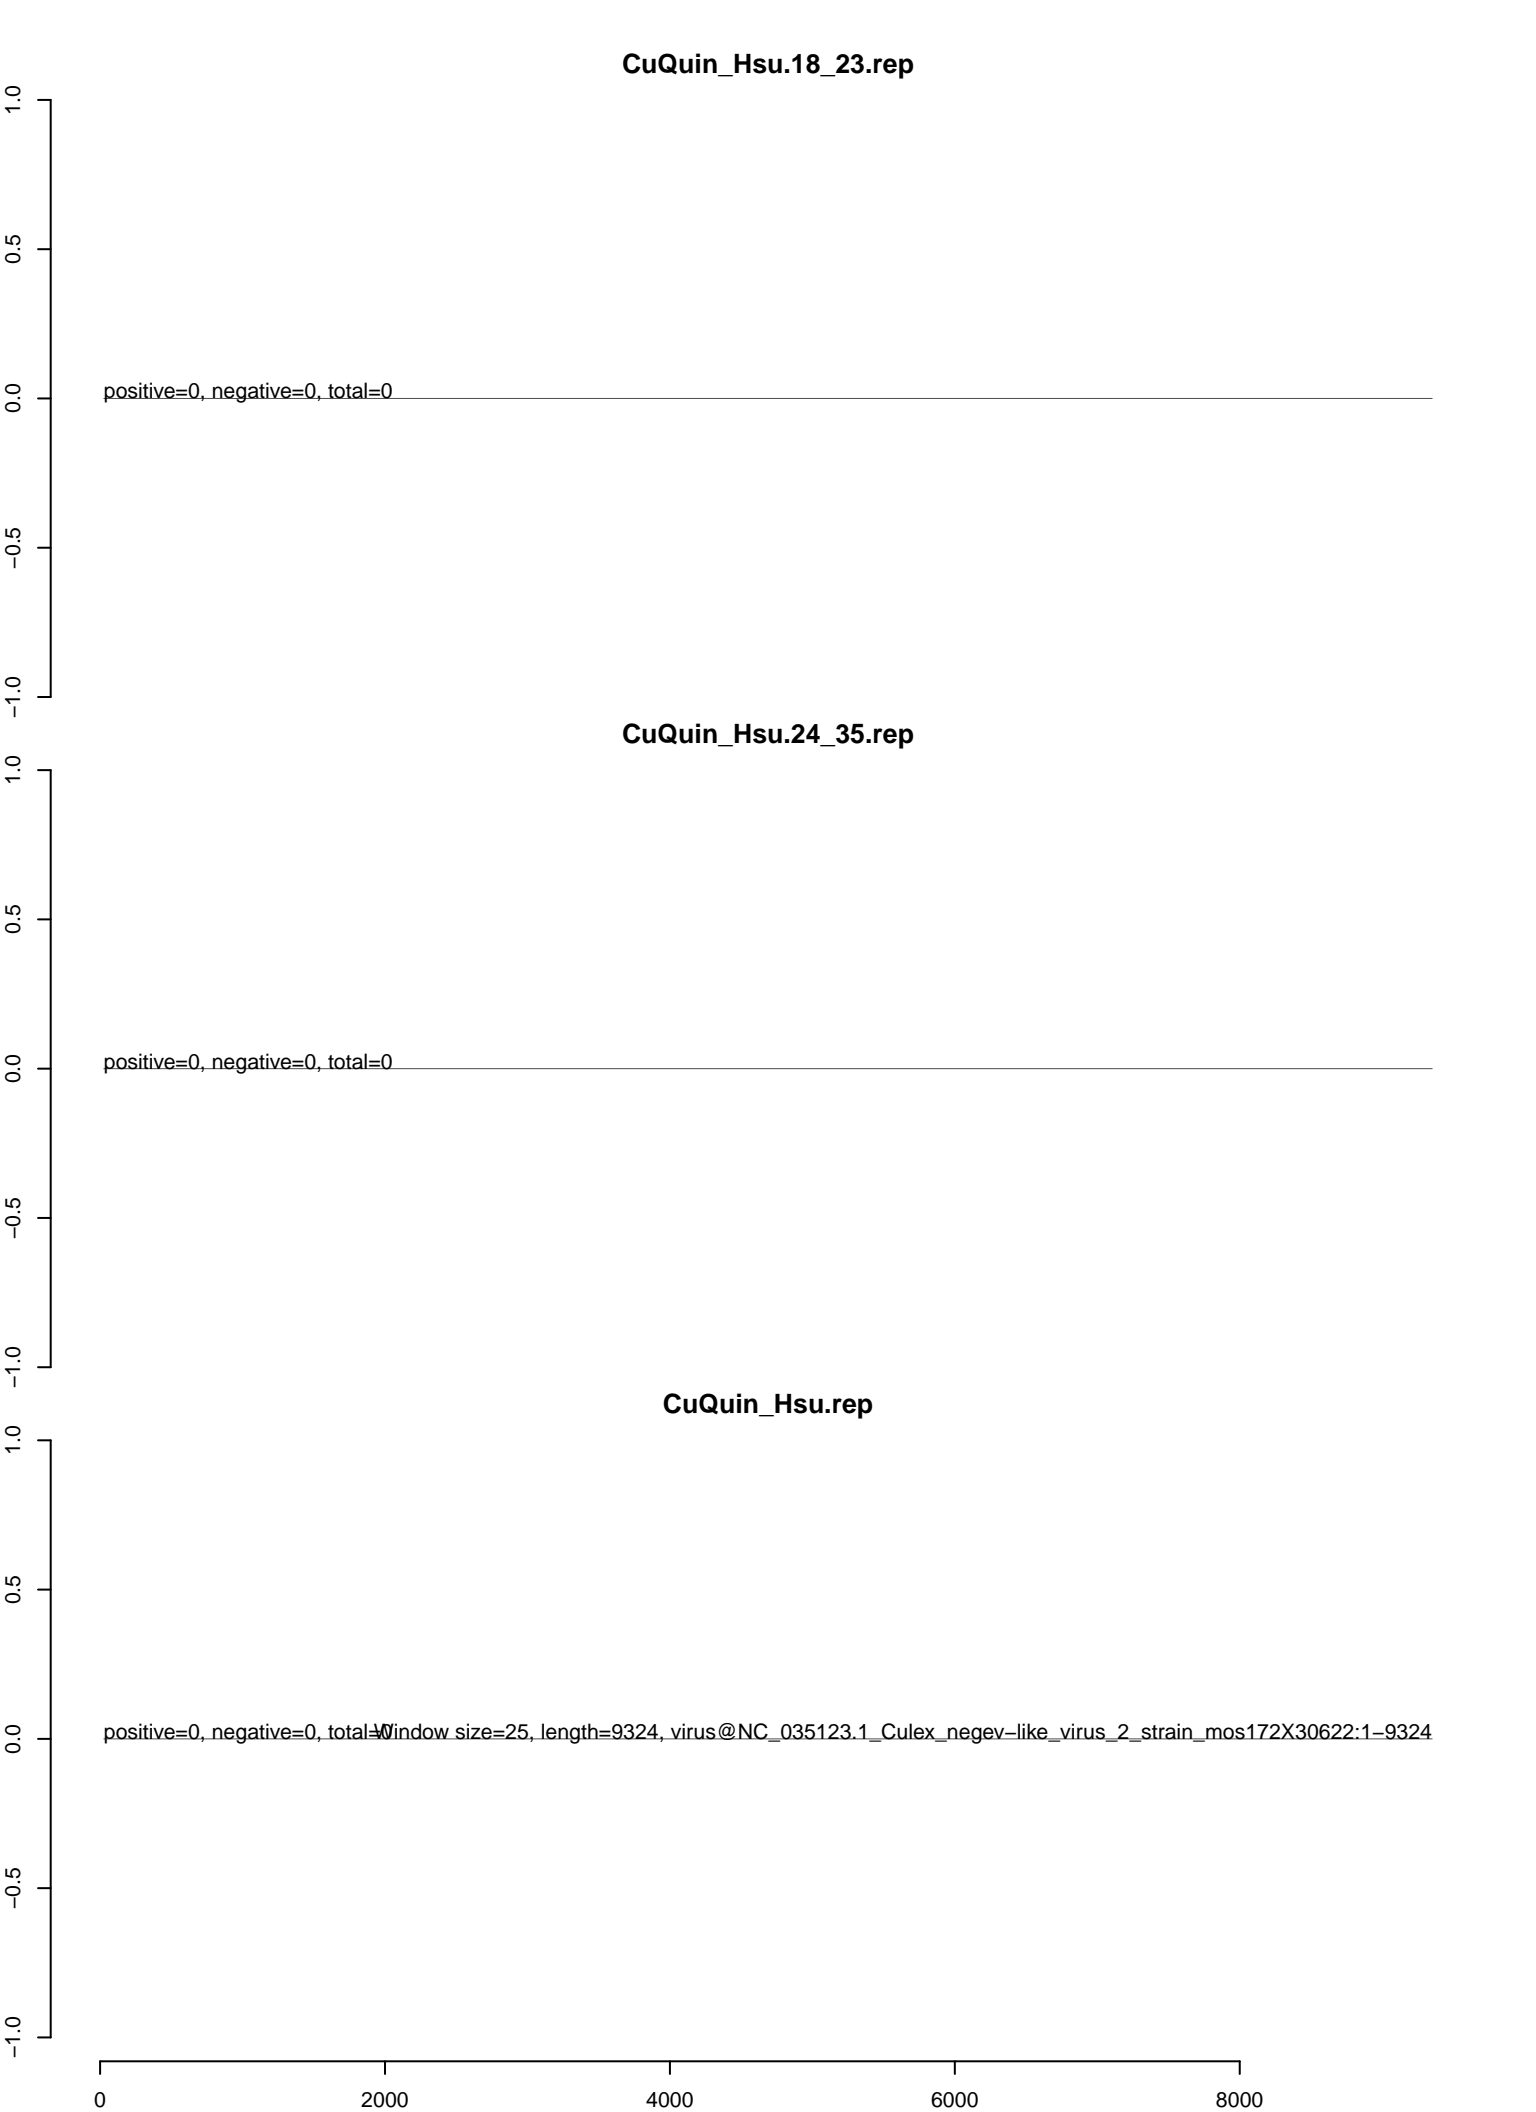 CuQuin_Hsu.18_23.rep
1.0
0.5
0.0
−0.5
−1.0
positive=0, negative=0, total=0
CuQuin_Hsu.24_35.rep
1.0
0.5
0.0
−0.5
−1.0
positive=0, negative=0, total=0
CuQuin_Hsu.rep
1.0
0.5
0.0
−0.5
−1.0
positive=0, negative=0, total=0
Window size=25, length=9324, virus@NC_035123.1_Culex_negev−like_virus_2_strain_mos172X30622:1−9324
0 2000 4000 6000 8000